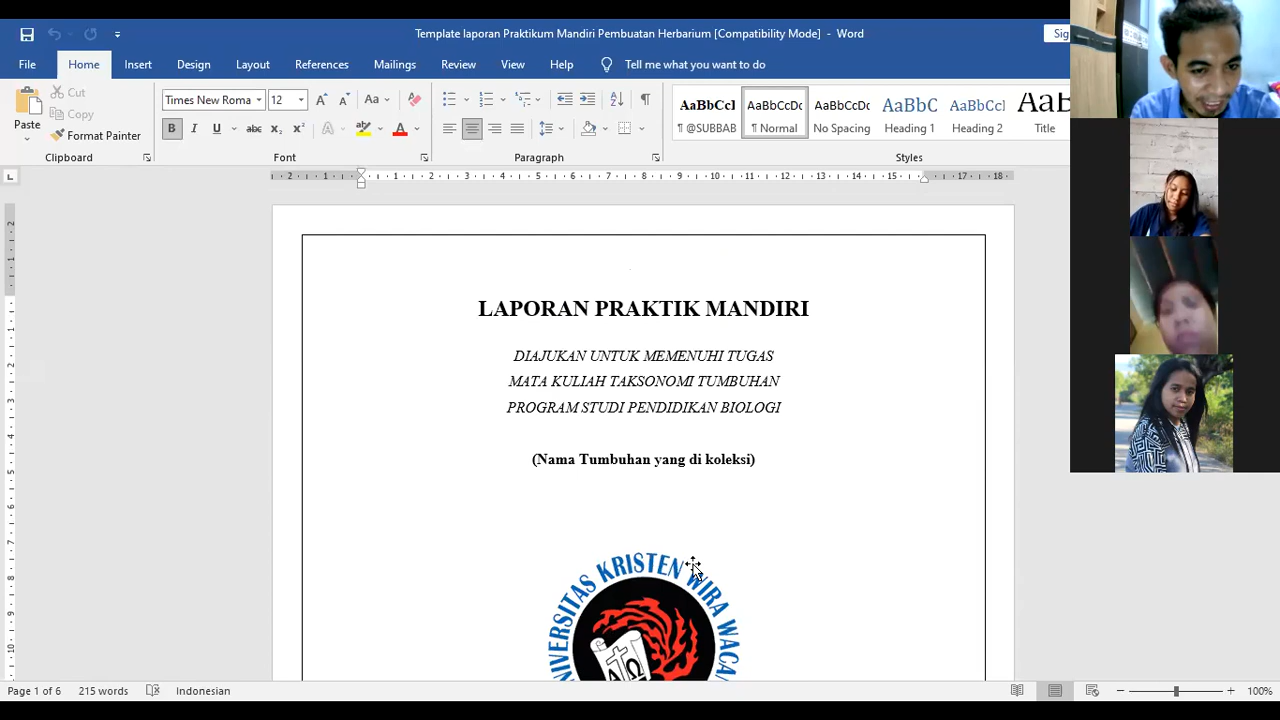 Template laporan Praktikum Mandiri Pembuatan Herbarium [Compatibility Mode] - Word
File Home Insert Design Layout References Mailings Review View Help Tell me what you want to do
Paste
Cut
Copy
Format Painter
Clipboard
Times New Roma 12
Font
Paragraph
AaBbCcI AaBbCcDc AaBbCcDc AaBbC AaBbCc AaBb
¶ @SUBBAB ¶ Normal No Spacing Heading 1 Heading 2 Title
Styles
LAPORAN PRAKTIK MANDIRI
DIAJUKAN UNTUK MEMENUHI TUGAS
MATA KULIAH TAKSONOMI TUMBUHAN
PROGRAM STUDI PENDIDIKAN BIOLOGI
(Nama Tumbuhan yang di koleksi)
KRISTEN WIRA
Page 1 of 6 215 words Indonesian 100%